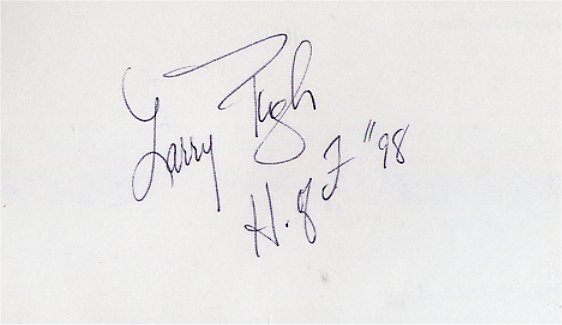 Larry Pugh
H. of F "98